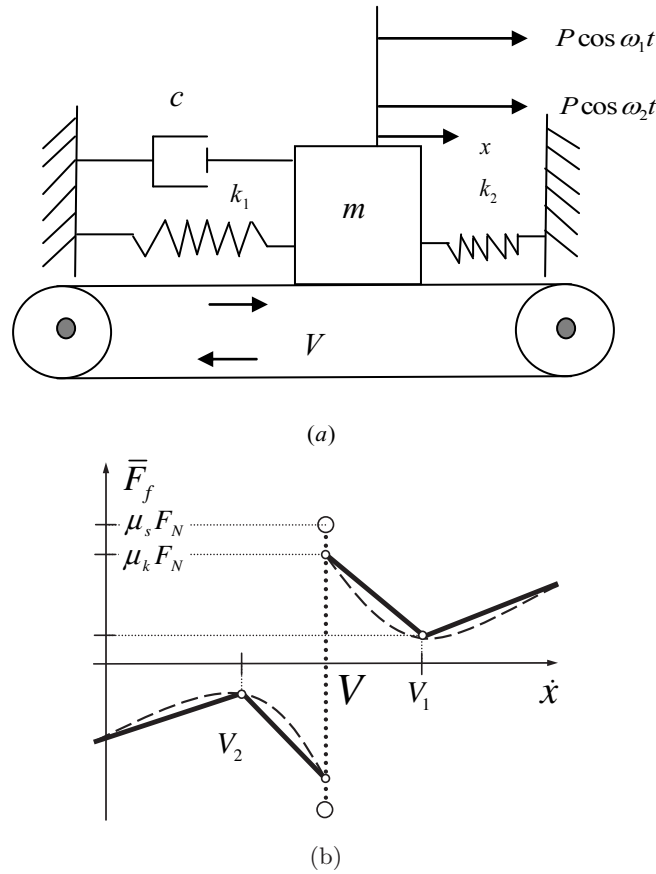 P cos ω₁t
c
P cos ω₂t
x
k₁
k₂
m
V
(a)
F̅_f
μ_s F_N
μ_k F_N
V
V₁
ẋ
V₂
(b)